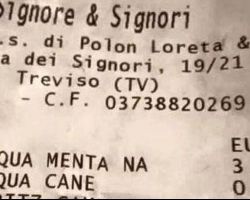 Signore & Signori
.s. di Polon Loreta &
a dei Signori, 19/21
Treviso (TV)
- C.F. 03738820269
EU
QUA MENTA NA 3
QUA CANE 0